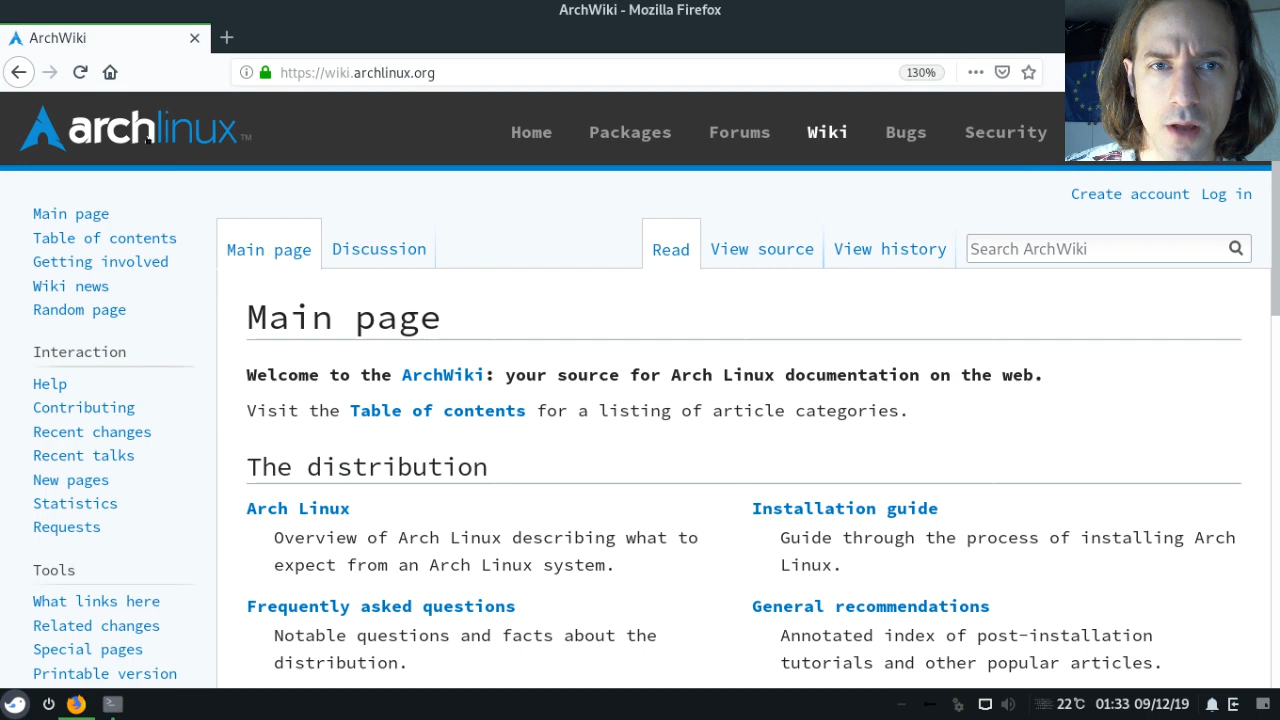 ArchWiki - Mozilla Firefox
ArchWiki
https://wiki.archlinux.org
130%
archlinux™
Home Packages Forums Wiki Bugs Security
Create account Log in
Main page Discussion Read View source View history Search ArchWiki
Main page
Table of contents
Getting involved
Wiki news
Random page
Interaction
Help
Contributing
Recent changes
Recent talks
New pages
Statistics
Requests
Tools
What links here
Related changes
Special pages
Printable version
Main page
Welcome to the ArchWiki: your source for Arch Linux documentation on the web.
Visit the Table of contents for a listing of article categories.
The distribution
Arch Linux
Overview of Arch Linux describing what to
expect from an Arch Linux system.
Installation guide
Guide through the process of installing Arch
Linux.
Frequently asked questions
Notable questions and facts about the
distribution.
General recommendations
Annotated index of post-installation
tutorials and other popular articles.
22℃ 01:33 09/12/19